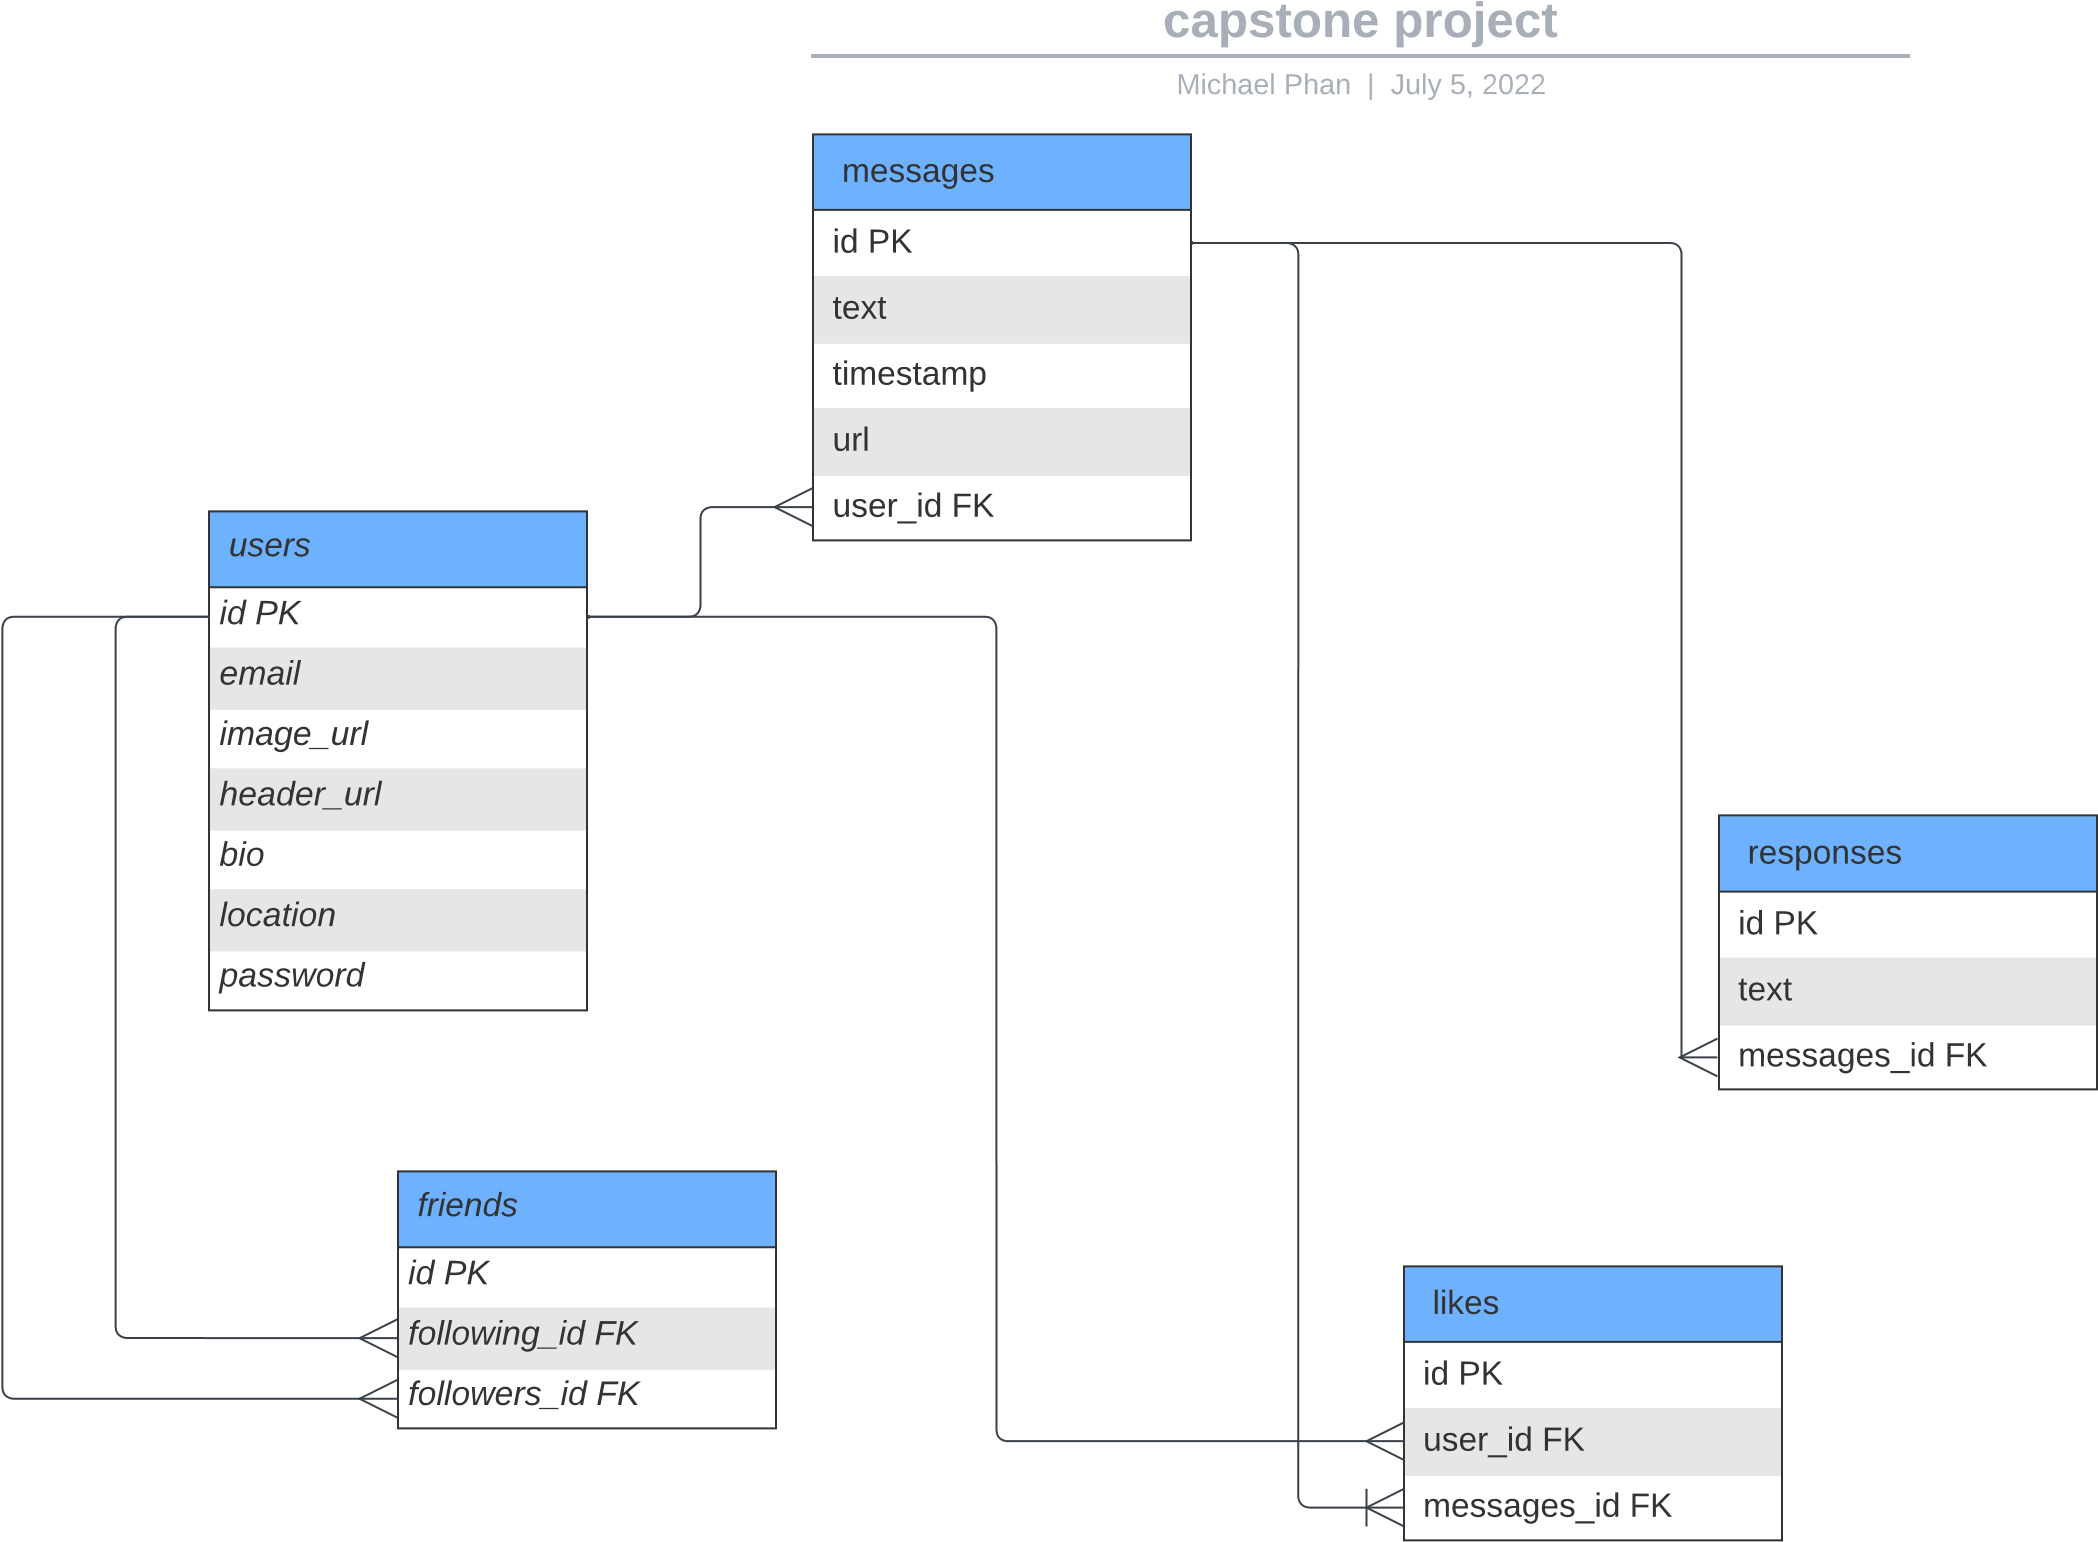 capstone project
Michael Phan | July 5, 2022
messages
id PK
text
timestamp
url
user_id FK
users
id PK
email
image_url
header_url
bio
location
password
responses
id PK
text
messages_id FK
friends
id PK
following_id FK
followers_id FK
likes
id PK
user_id FK
messages_id FK